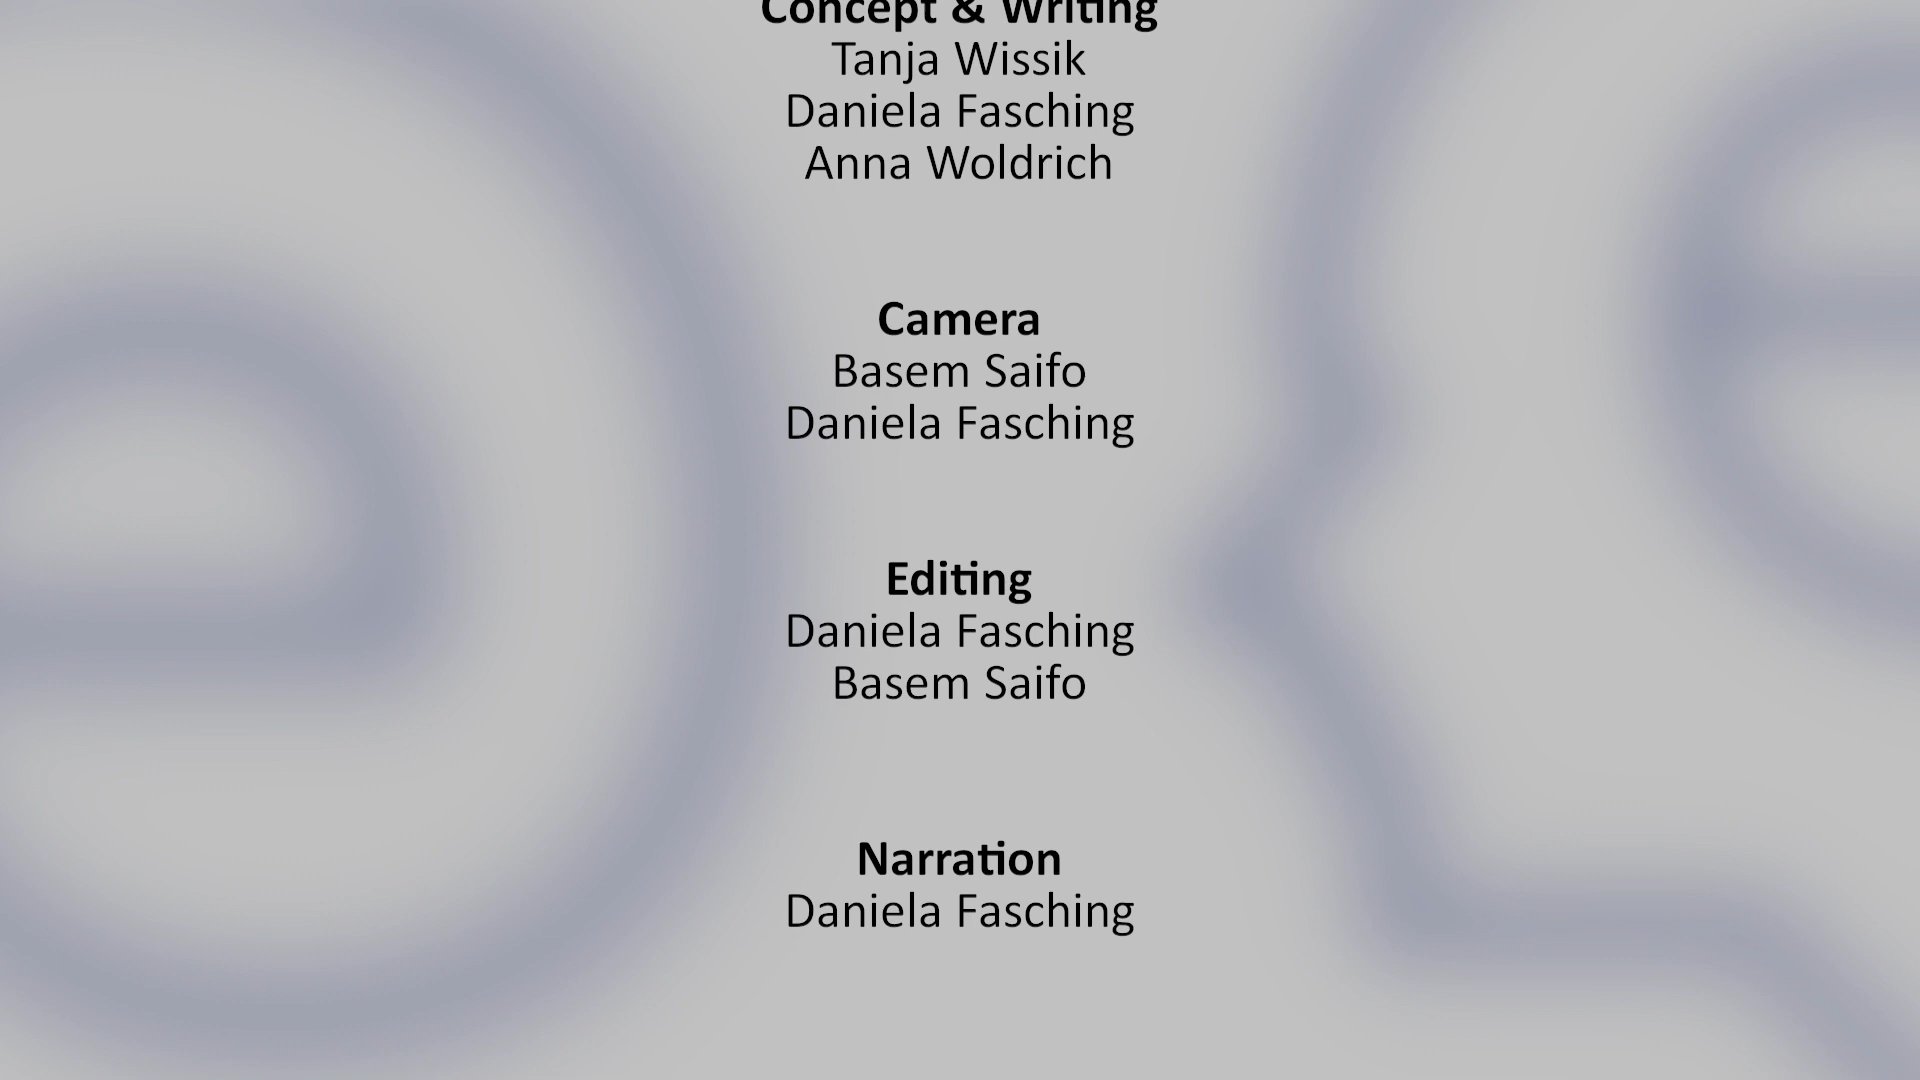 Concept & Writing
Tanja Wissik
Daniela Fasching
Anna Woldrich
Camera
Basem Saifo
Daniela Fasching
Editing
Daniela Fasching
Basem Saifo
Narration
Daniela Fasching